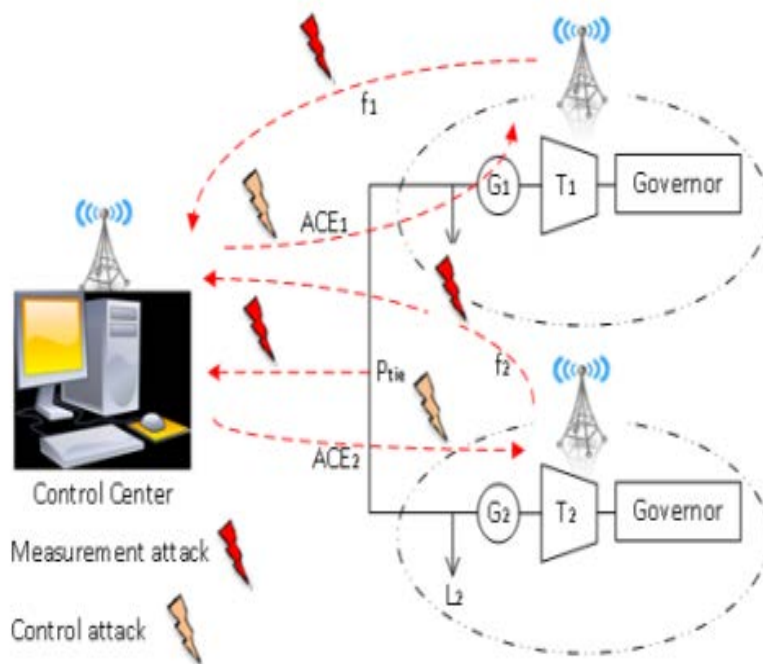 f1
G1
T1
Governor
ACE1
Ptie
f2
ACE2
Control Center
G2
T2
Governor
Measurement attack
L2
Control attack